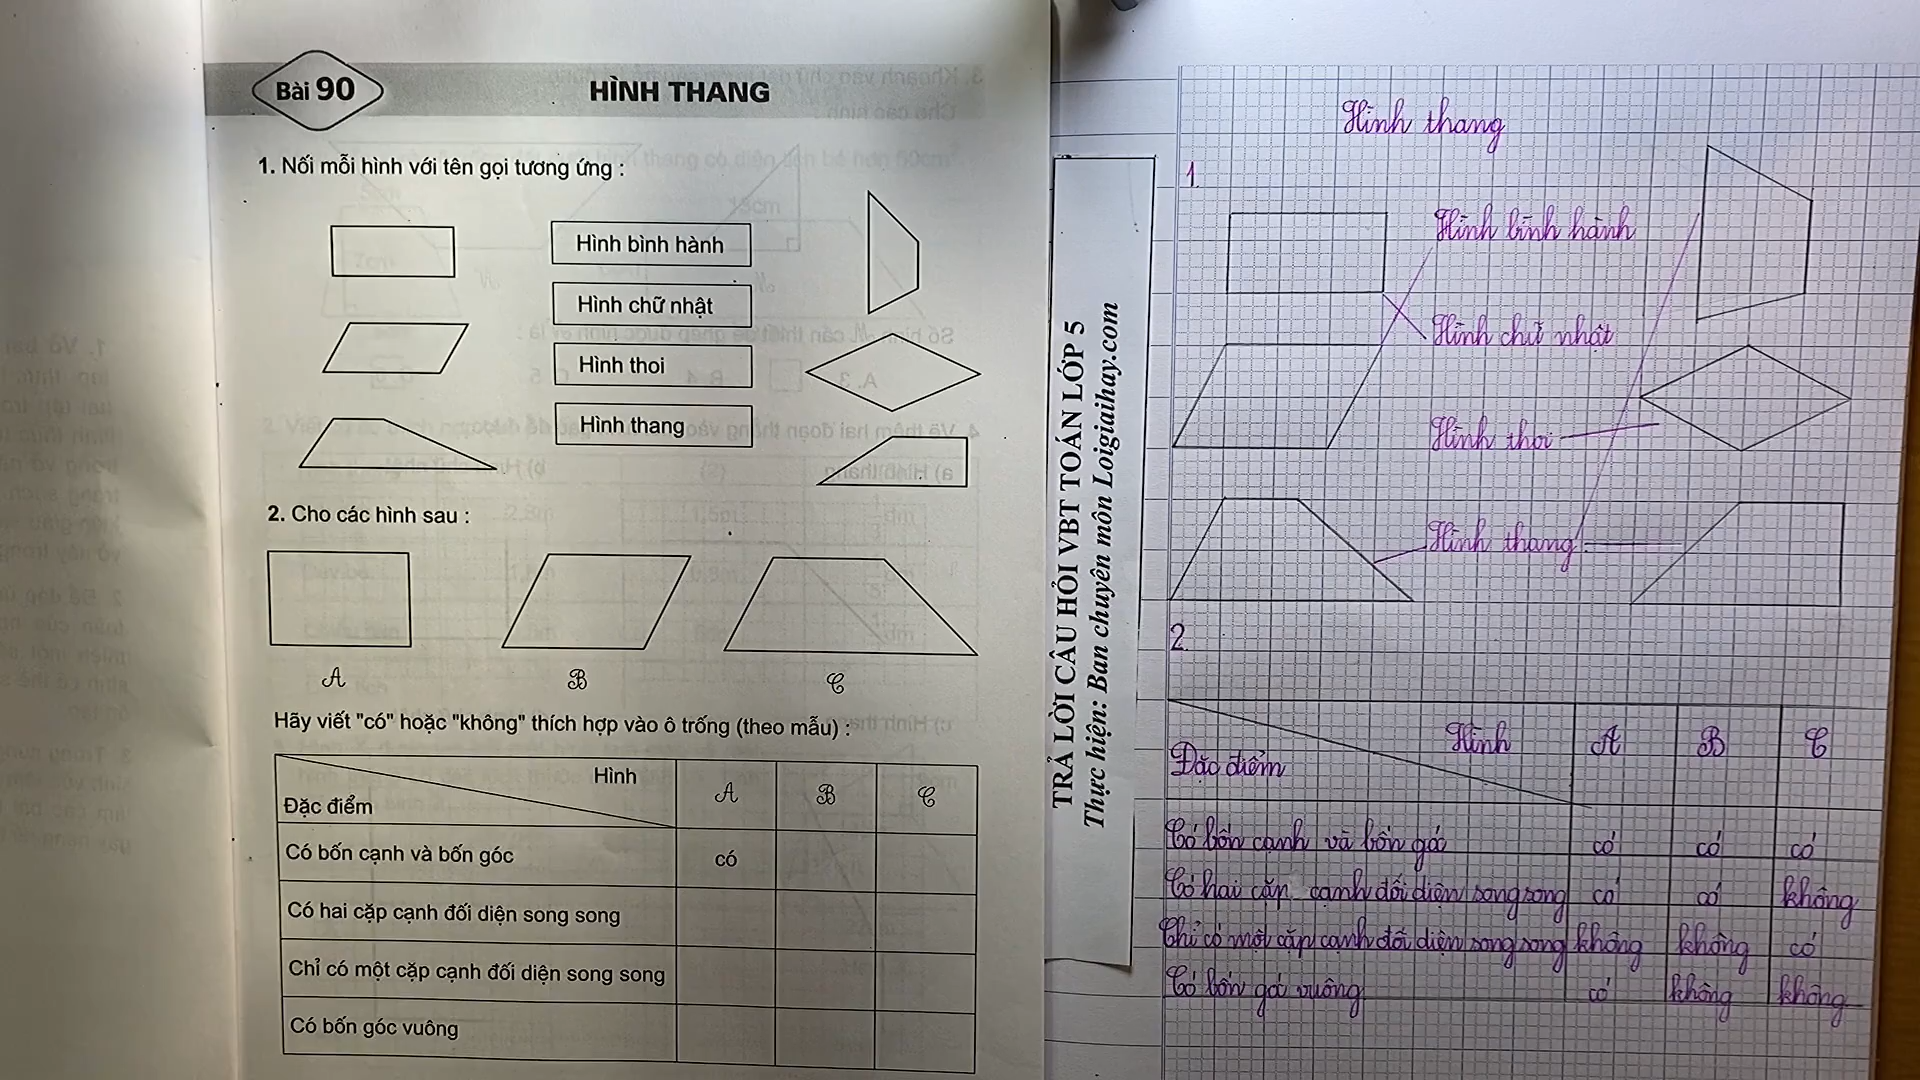 Bài 90
HÌNH THANG
1. Nối mỗi hình với tên gọi tương ứng :
Hình bình hành
Hình chữ nhật
Hình thoi
Hình thang
2. Cho các hình sau :
A B C
Hãy viết "có" hoặc "không" thích hợp vào ô trống (theo mẫu) :
Hình A B C
Đặc điểm
Có bốn cạnh và bốn góc có
Có hai cặp cạnh đối diện song song
Chỉ có một cặp cạnh đối diện song song
Có bốn góc vuông
TRẢ LỜI CÂU HỎI VBT TOÁN LỚP 5
Thực hiện: Ban chuyên môn Loigiaihay.com
Hình thang
1.
Hình bình hành
Hình chữ nhật
Hình thoi
Hình thang
2.
Hình A B C
Đặc điểm
Có bốn cạnh và bốn góc có có có
Có hai cặp cạnh đối diện song song có có không
Chỉ có một cặp cạnh đối diện song song không không có
Có bốn góc vuông có không không